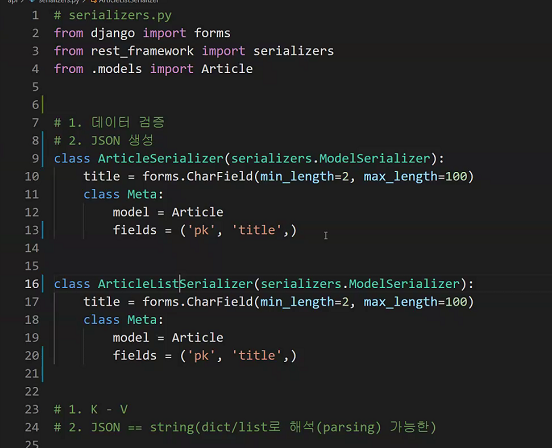 api > serializers.py > ArticleListSerializer
1 # serializers.py
2 from django import forms
3 from rest_framework import serializers
4 from .models import Article
5
6
7 # 1. 데이터 검증
8 # 2. JSON 생성
9 class ArticleSerializer(serializers.ModelSerializer):
10 title = forms.CharField(min_length=2, max_length=100)
11 class Meta:
12 model = Article
13 fields = ('pk', 'title',)
14
15
16 class ArticleListSerializer(serializers.ModelSerializer):
17 title = forms.CharField(min_length=2, max_length=100)
18 class Meta:
19 model = Article
20 fields = ('pk', 'title',)
21
22
23 # 1. K - V
24 # 2. JSON == string(dict/list로 해석(parsing) 가능한)
25